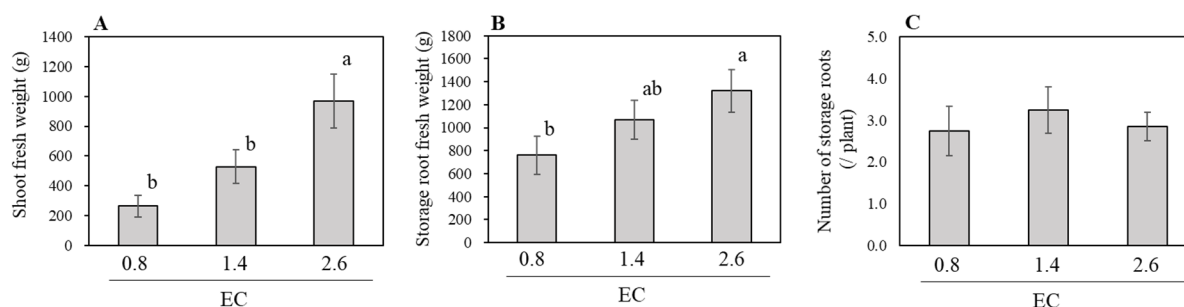 A
Shoot fresh weight (g)
1400
1200
1000
800
600
400
200
0
b
b
a
0.8 1.4 2.6
EC
B
Storage root fresh weight (g)
1800
1600
1400
1200
1000
800
600
400
200
0
b
ab
a
0.8 1.4 2.6
EC
C
Number of storage roots
(/ plant)
5.0
4.0
3.0
2.0
1.0
0.0
0.8 1.4 2.6
EC